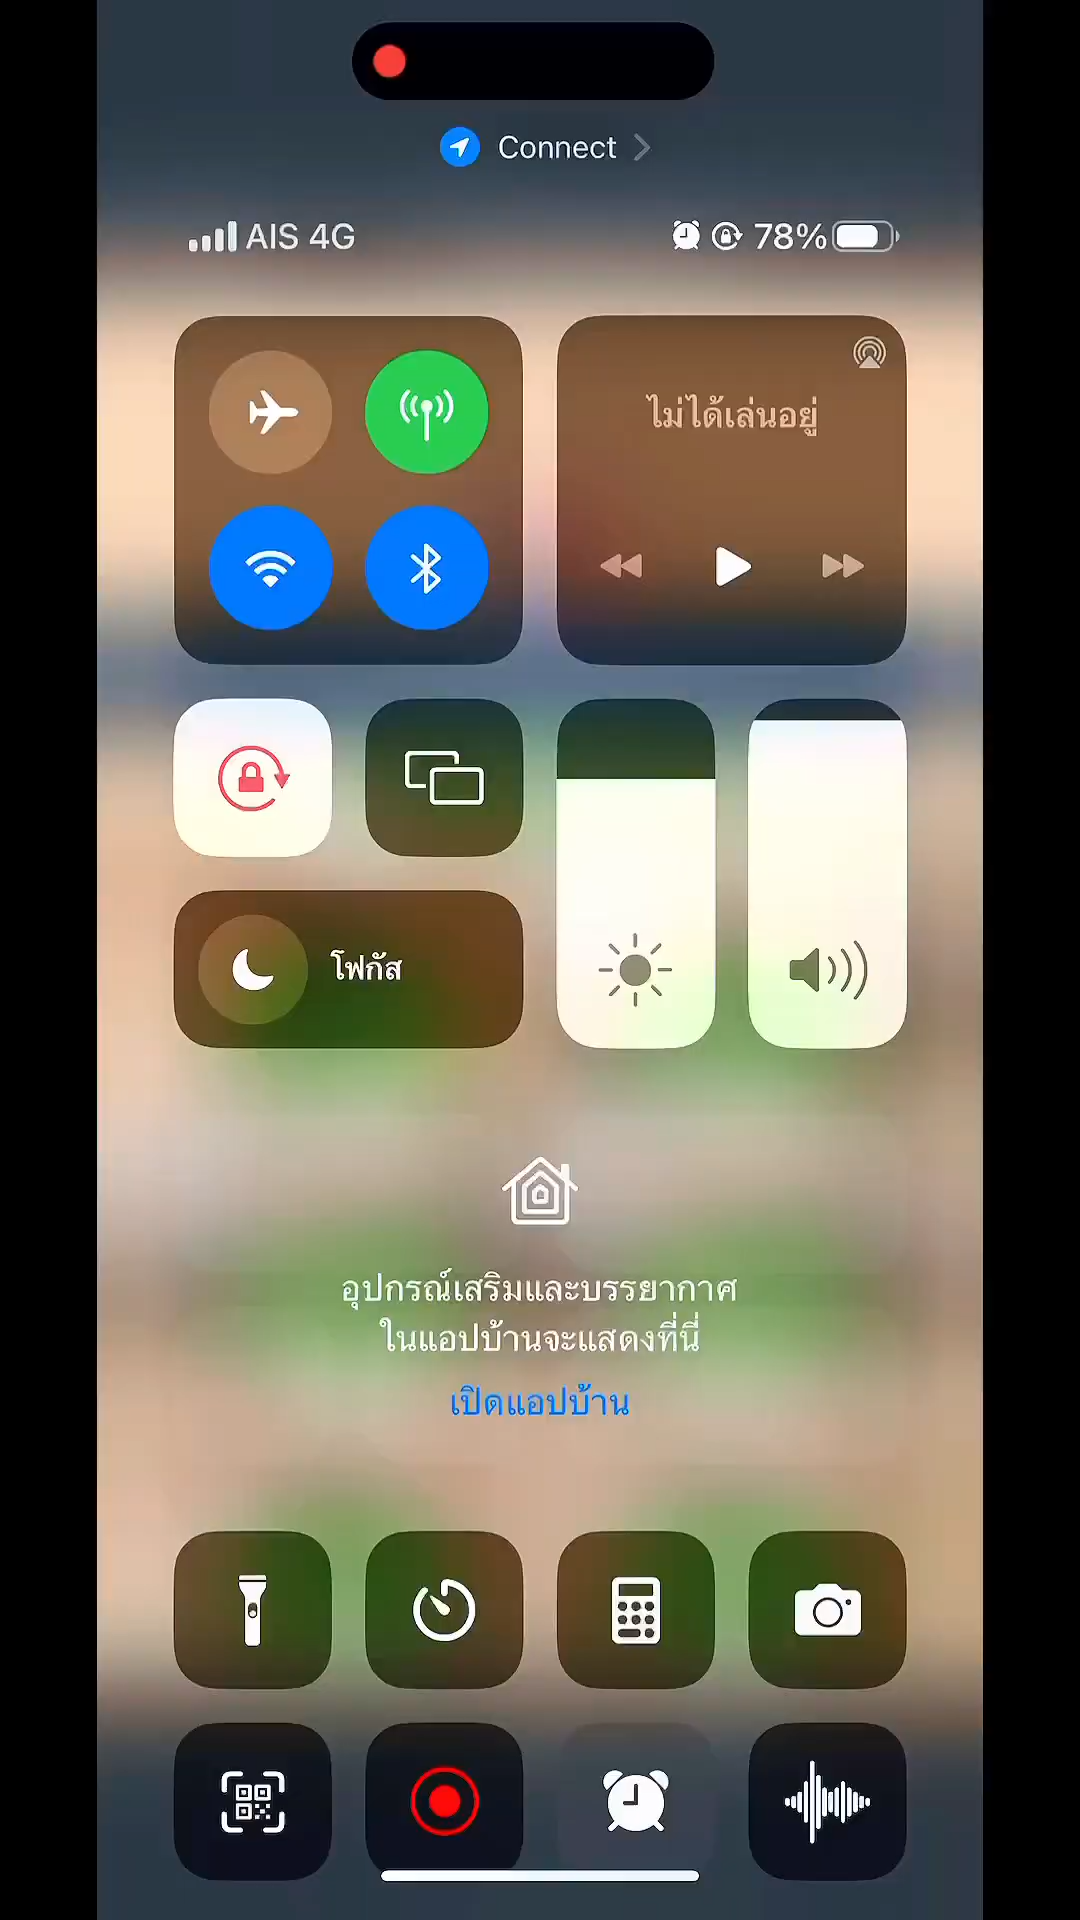 Connect
AIS 4G
78%
ไม่ได้เล่นอยู่
โฟกัส
อุปกรณ์เสริมและบรรยากาศ
ในแอปบ้านจะแสดงที่นี่
เปิดแอปบ้าน